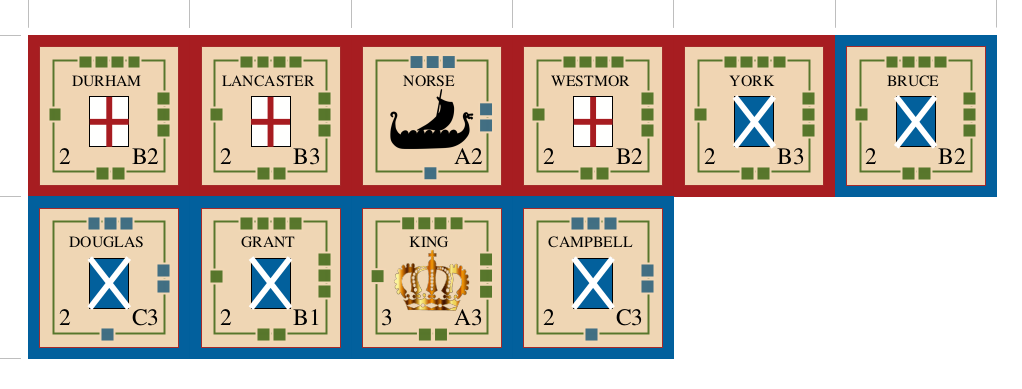 DURHAM
2 B2
LANCASTER
2 B3
NORSE
A2
WESTMOR
2 B2
YORK
2 B3
BRUCE
2 B2
DOUGLAS
2 C3
GRANT
2 B1
KING
3 A3
CAMPBELL
2 C3